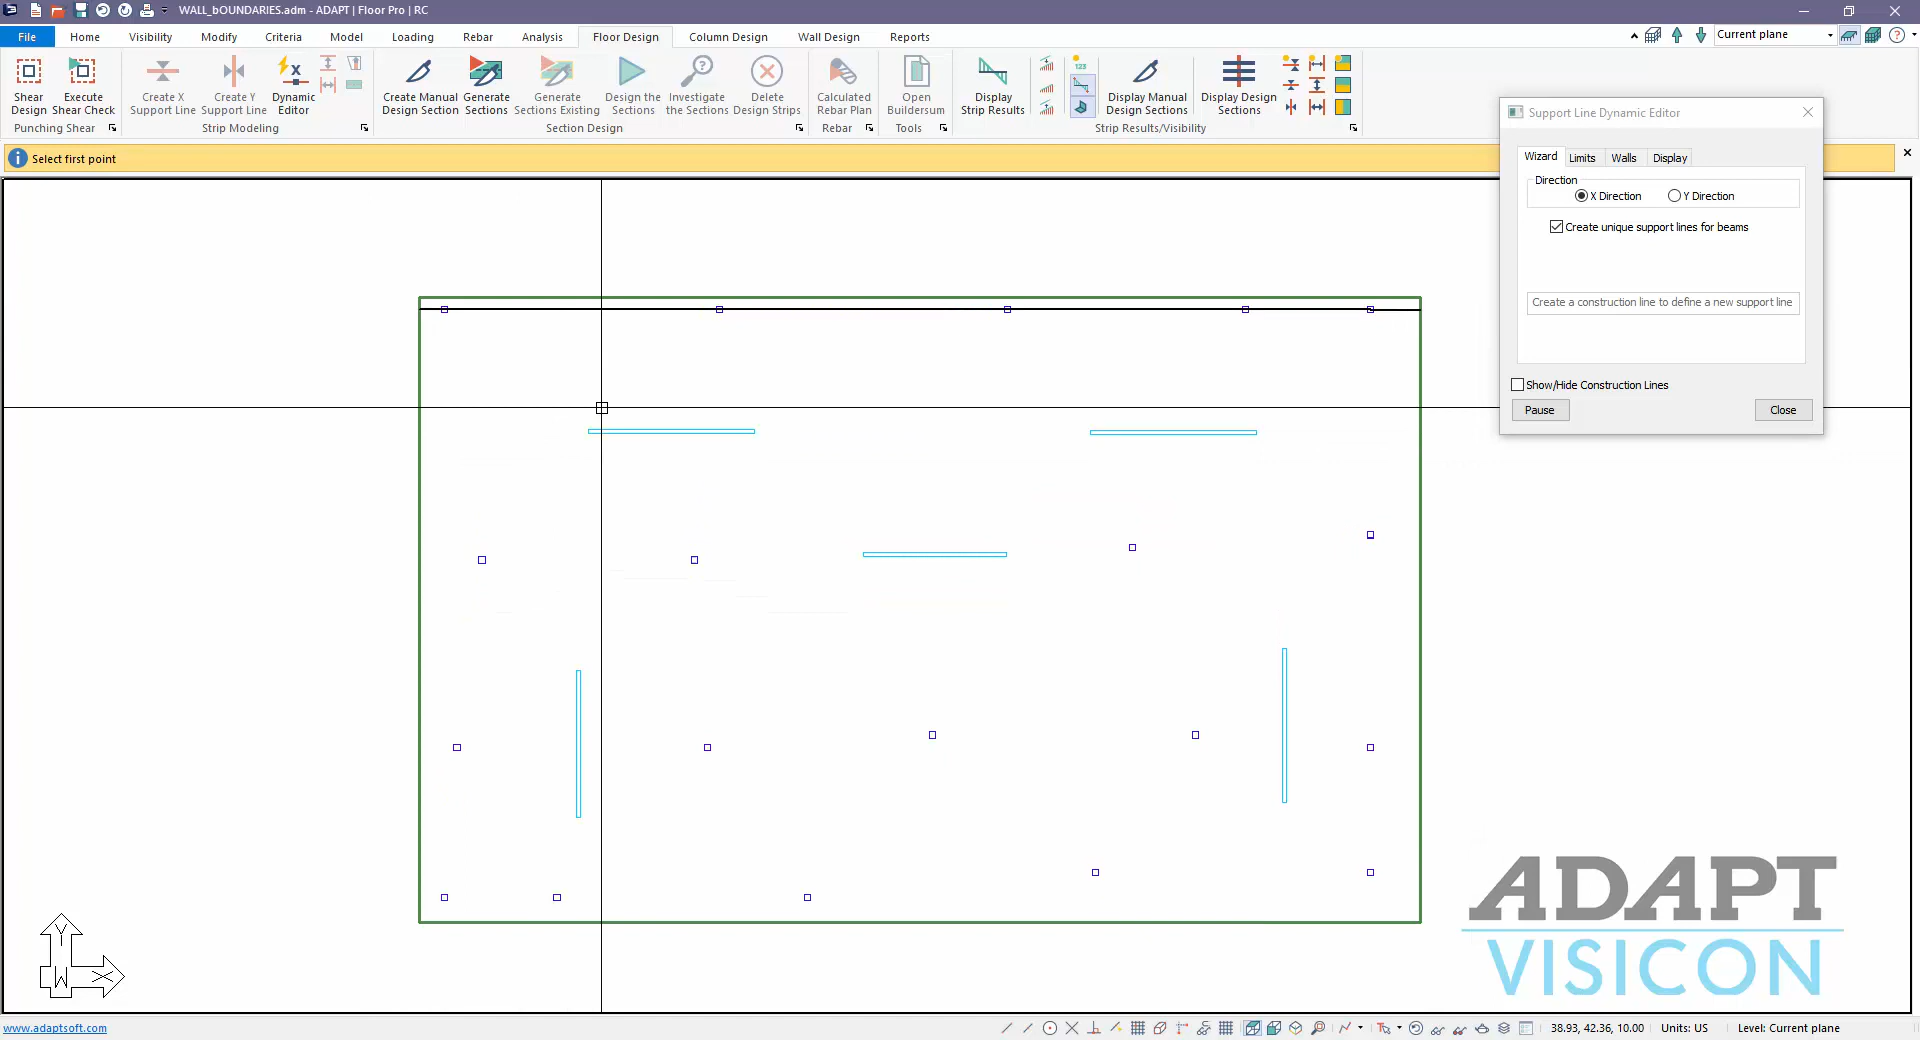 WALL_bOUNDARIES.adm - ADAPT | Floor Pro | RC
File Home Visibility Modify Criteria Model Loading Rebar Analysis Floor Design Column Design Wall Design Reports
Current plane
Shear Design
Execute Shear Check
Punching Shear
Create X Support Line
Create Y Support Line
Dynamic Editor
Strip Modeling
Create Manual Design Section
Generate Sections
Generate Sections Existing
Design the Sections
Investigate the Sections
Delete Design Strips
Section Design
Calculated Rebar Plan
Rebar
Open Buildersum
Tools
Display Strip Results
123
Display Manual Design Sections
Display Design Sections
Strip Results/Visibility
Select first point
Support Line Dynamic Editor
Wizard Limits Walls Display
Direction
X Direction Y Direction
Create unique support lines for beams
Create a construction line to define a new support line
Show/Hide Construction Lines
Pause Close
Y
W X
ADAPT
VISICON
www.adaptsoft.com
38.93, 42.36, 10.00 Units: US Level: Current plane